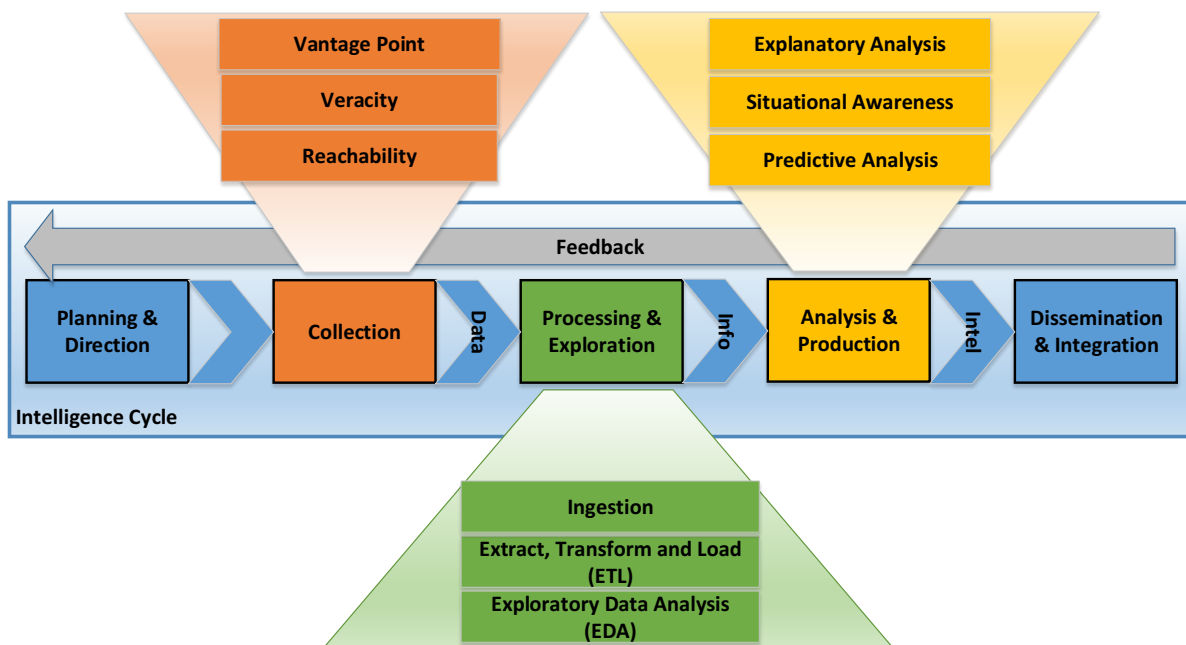 Vantage Point
Veracity
Reachability
Explanatory Analysis
Situational Awareness
Predictive Analysis
Feedback
Planning &
Direction
Collection
Data
Processing &
Exploration
Info
Analysis &
Production
Intel
Dissemination
& Integration
Intelligence Cycle
Ingestion
Extract, Transform and Load
(ETL)
Exploratory Data Analysis
(EDA)